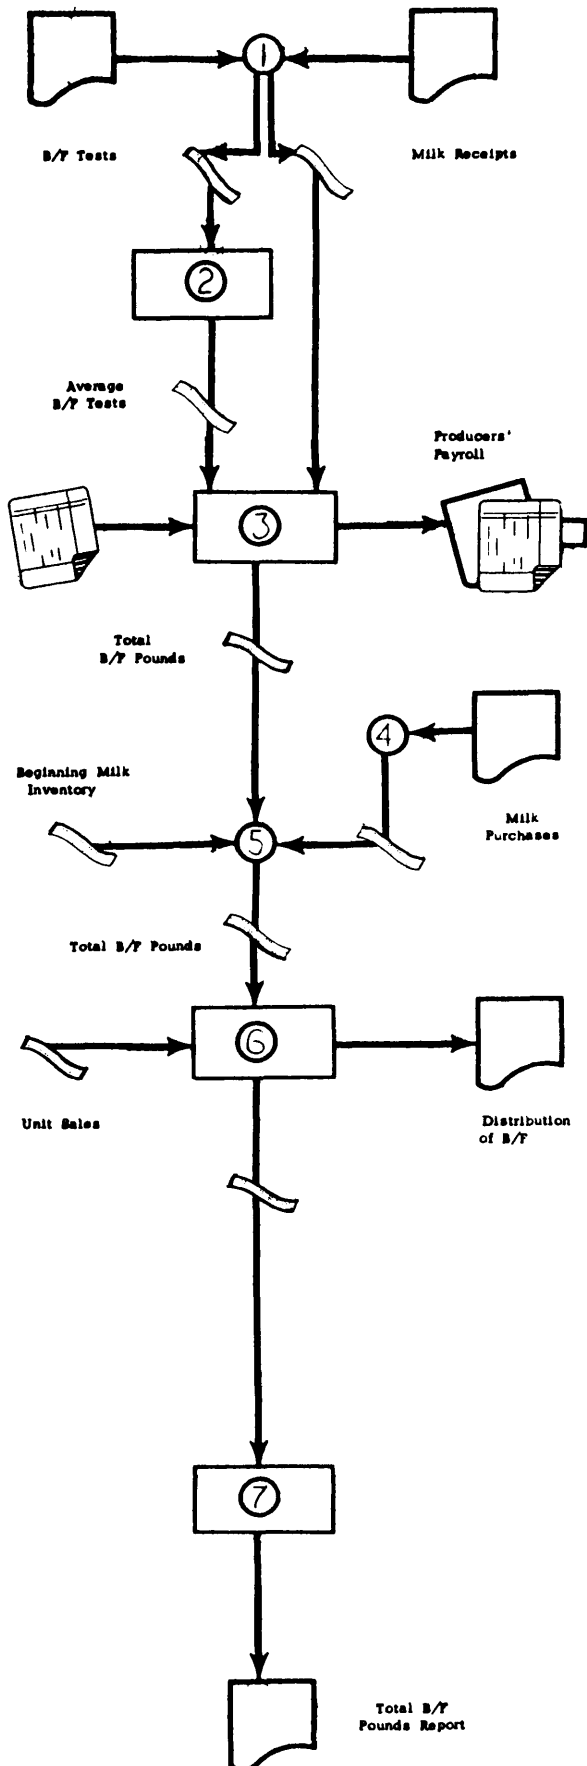 1
B/F Tests
Milk Receipts
2
Average
B/F Tests
Producers'
Payroll
3
Total
B/F Pounds
4
Beginning Milk
Inventory
Milk
Purchases
5
Total B/F Pounds
6
Unit Sales
Distribution
of B/F
7
Total B/F
Pounds Report